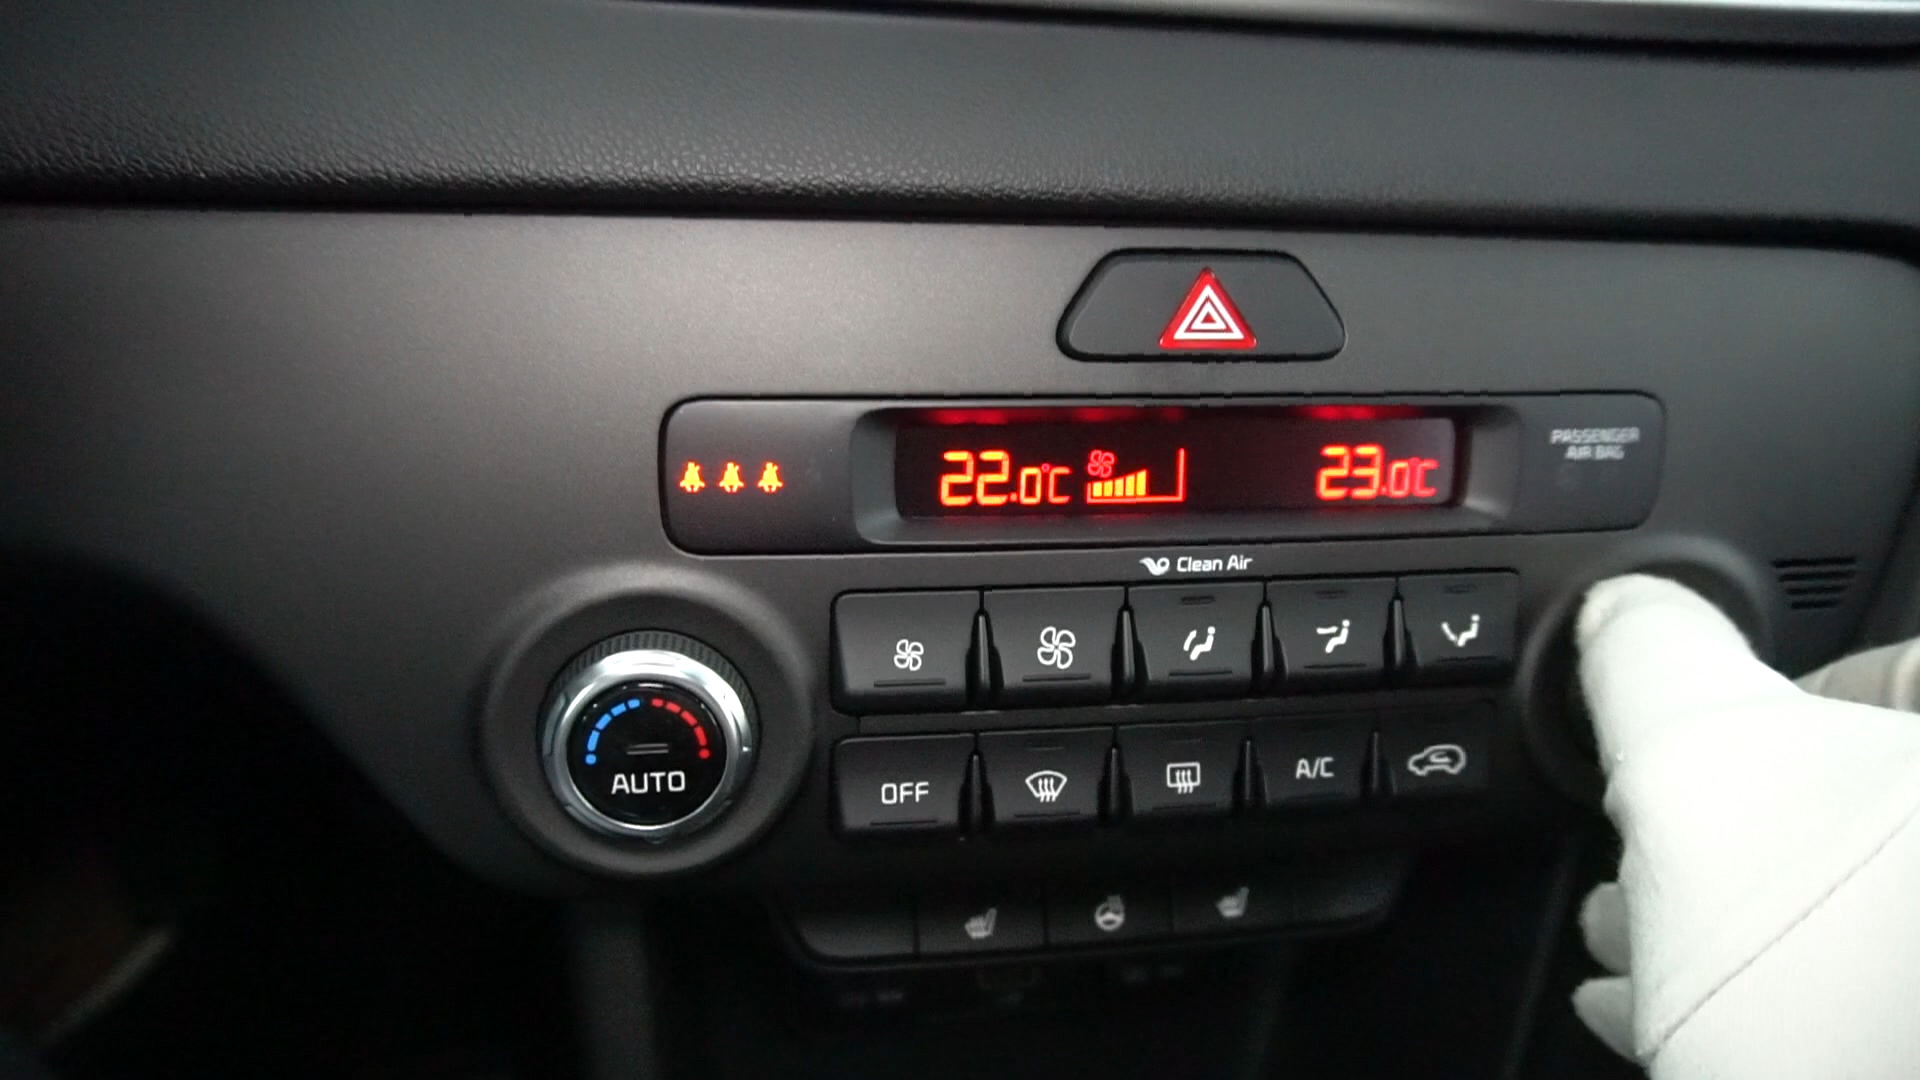 22.0°C
23.0°C
PASSENGER
AIR BAG
Clean Air
AUTO
OFF
A/C